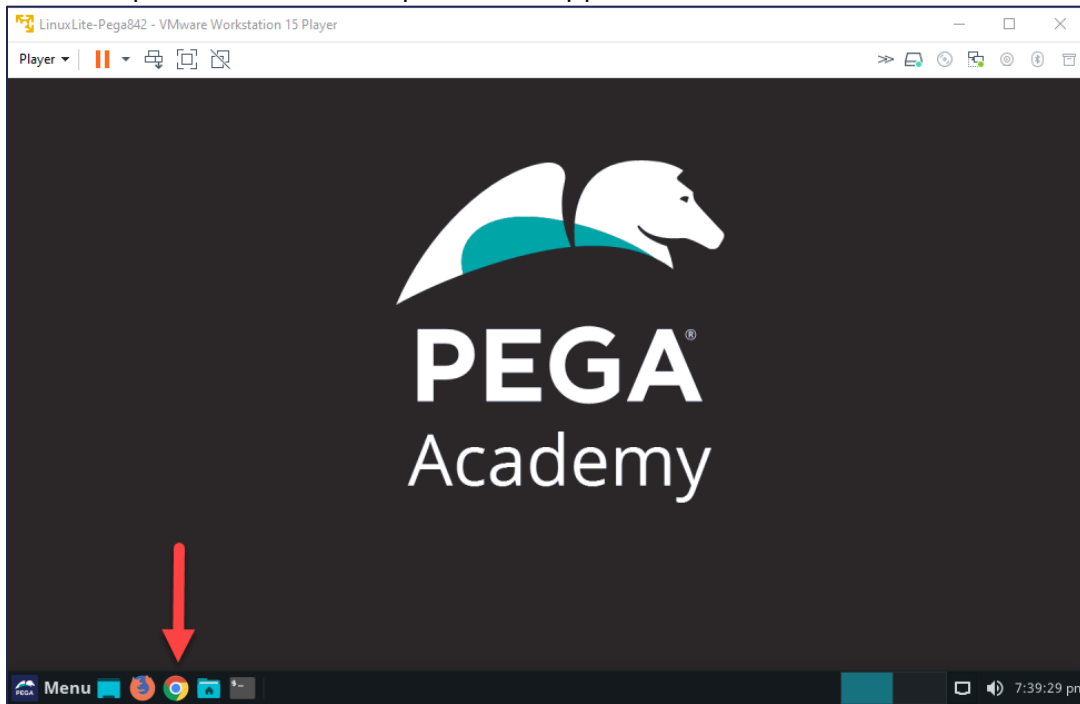 LinuxLite-Pega842 - VMware Workstation 15 Player
Player
PEGA®
Academy
PEGA Menu $- 7:39:29 pm